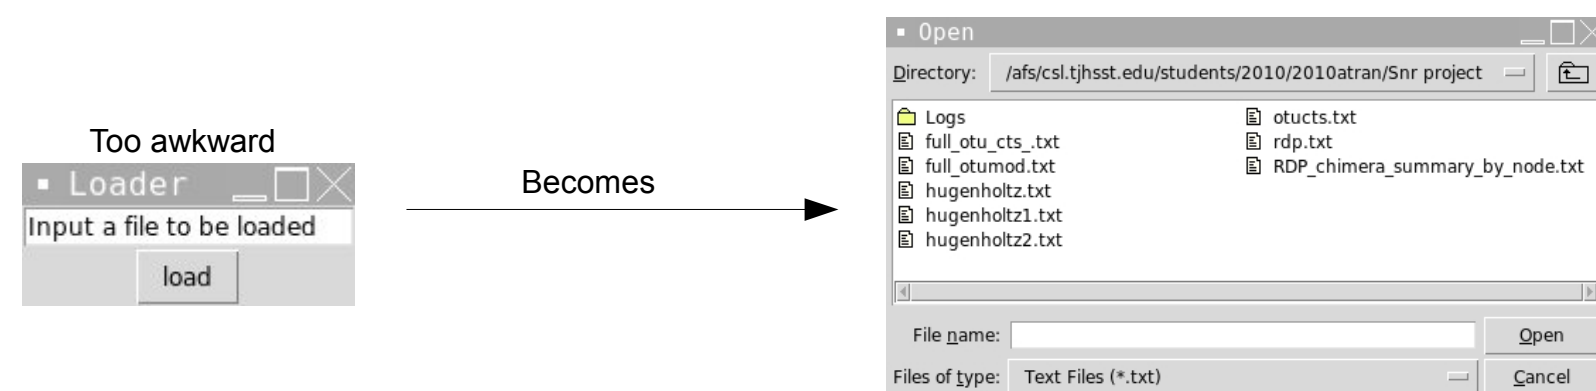 Too awkward
Loader
Input a file to be loaded
load
Becomes
Open
Directory: /afs/csl.tjhsst.edu/students/2010/2010atran/Snr project
Logs
full_otu_cts_.txt
full_otumod.txt
hugenholtz.txt
hugenholtz1.txt
hugenholtz2.txt
otucts.txt
rdp.txt
RDP_chimera_summary_by_node.txt
File name:
Open
Files of type: Text Files (*.txt)
Cancel